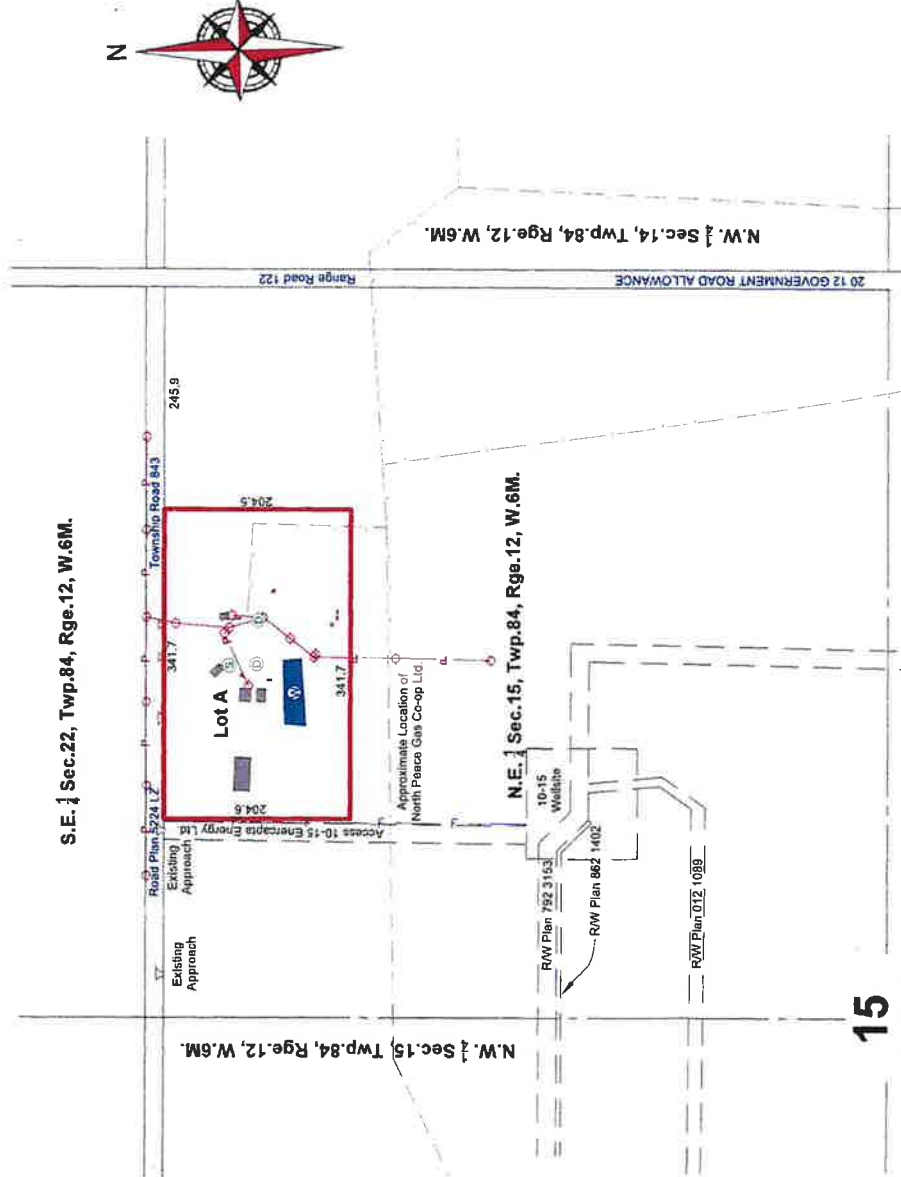 N
S.E. ¼ Sec.22, Twp.84, Rge.12, W.6M.
Road Plan 5224 LZ
Township Road 843
Existing
Approach
Existing
Approach
245.9
341.7
204.5
204.6
341.7
Lot A
W
Access 10-15 Enercapta Energy Ltd.
Approximate Location of
North Peace Gas Co-op Ltd.
Range Road 122
20 12 GOVERNMENT ROAD ALLOWANCE
N.W. ¼ Sec.14, Twp.84, Rge.12, W.6M.
N.E. ¼ Sec.15, Twp.84, Rge.12, W.6M.
N.W. ¼ Sec.15, Twp.84, Rge.12, W.6M.
10-15
Wellsite
R/W Plan 792 3153
R/W Plan 862 1402
R/W Plan 012 1089
15